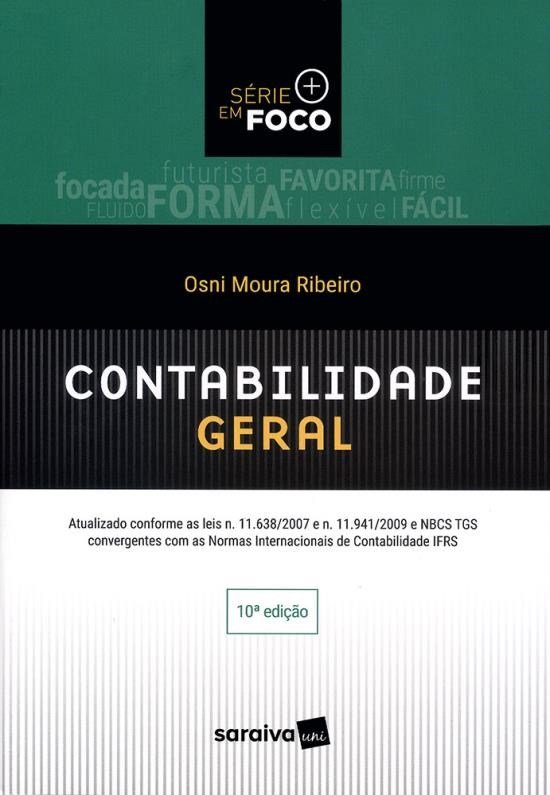 SÉRIE +
EM FOCO
futurista
focada FAVORITA firme
FLUIDO FORMA flexível FÁCIL
Osni Moura Ribeiro
CONTABILIDADE
GERAL
Atualizado conforme as leis n. 11.638/2007 e n. 11.941/2009 e NBCS TGS
convergentes com as Normas Internacionais de Contabilidade IFRS
10ª edição
saraiva uni